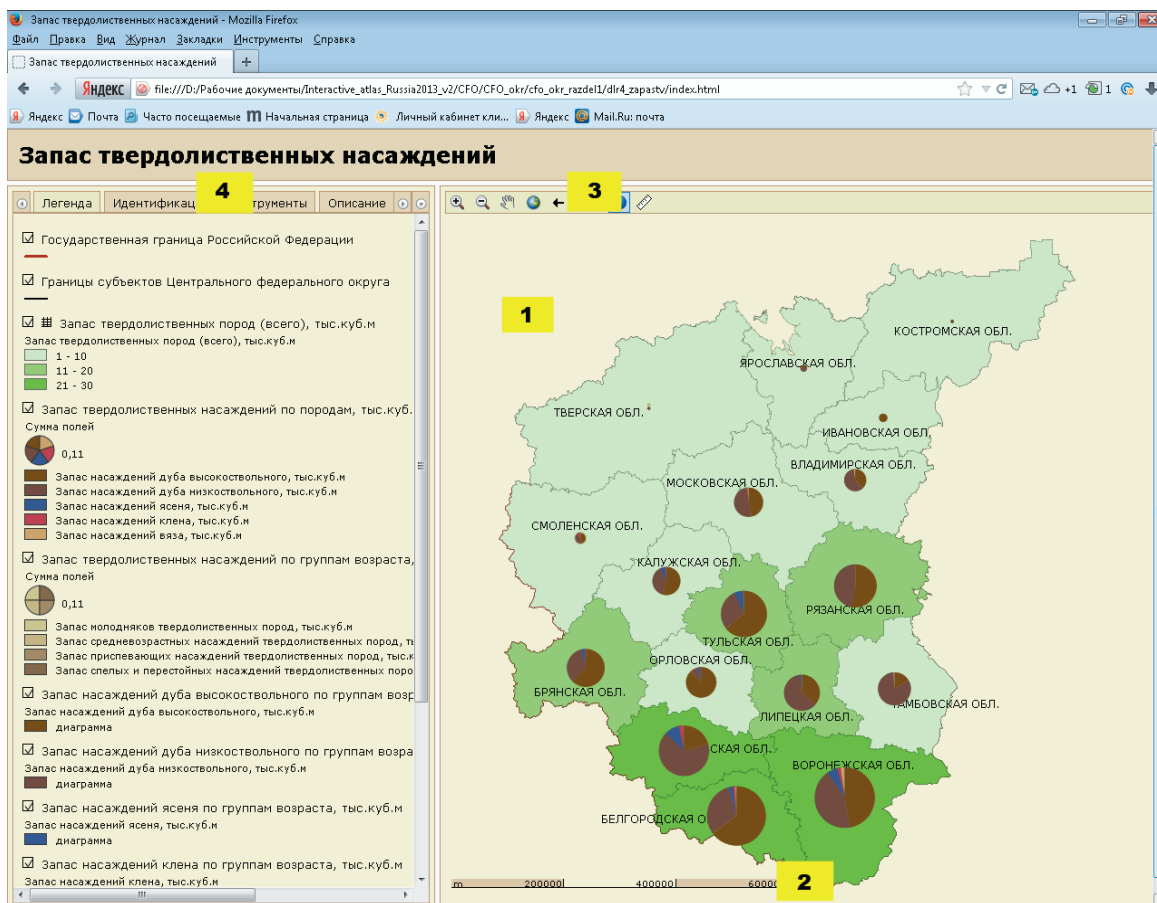 Запас твердолиственных насаждений - Mozilla Firefox
Файл Правка Вид Журнал Закладки Инструменты Справка
Запас твердолиственных насаждений +
Яндекс file:///D:/Рабочие документы/Interactive_atlas_Russia2013_v2/CFO/CFO_okr/cfo_okr_razdel1/dlr4_zapastv/index.html +1 1
Яндекс Почта Часто посещаемые Начальная страница Личный кабинет кли... Яндекс Mail.Ru: почта
Запас твердолиственных насаждений
4
3
Легенда Идентификац трументы Описание
Государственная граница Российской Федерации
Границы субъектов Центрального федерального округа
Запас твердолиственных пород (всего), тыс.куб.м
Запас твердолиственных пород (всего), тыс.куб.м
1 - 10
11 - 20
21 - 30
Запас твердолиственных насаждений по породам, тыс.куб.
Сумма полей
0,11
Запас насаждений дуба высокоствольного, тыс.куб.м
Запас насаждений дуба низкоствольного, тыс.куб.м
Запас насаждений ясеня, тыс.куб.м
Запас насаждений клена, тыс.куб.м
Запас насаждений вяза, тыс.куб.м
Запас твердолиственных насаждений по группам возраста,
Сумма полей
0,11
Запас молодняков твердолиственных пород, тыс.куб.м
Запас средневозрастных насаждений твердолиственных пород, т
Запас приспевающих насаждений твердолиственных пород, тыс.к
Запас спелых и перестойных насаждений твердолиственных поро
Запас насаждений дуба высокоствольного по группам возр
Запас насаждений дуба высокоствольного, тыс.куб.м
диаграмма
Запас насаждений дуба низкоствольного по группам возра
Запас насаждений дуба низкоствольного, тыс.куб.м
диаграмма
Запас насаждений ясеня по группам возраста, тыс.куб.м
Запас насаждений ясеня, тыс.куб.м
диаграмма
Запас насаждений клена по группам возраста, тыс.куб.м
Запас насаждений клена, тыс.куб.м
1
КОСТРОМСКАЯ ОБЛ.
ЯРОСЛАВСКАЯ ОБЛ.
ТВЕРСКАЯ ОБЛ.
ИВАНОВСКАЯ ОБЛ.
ВЛАДИМИРСКАЯ ОБЛ.
МОСКОВСКАЯ ОБЛ.
СМОЛЕНСКАЯ ОБЛ.
КАЛУЖСКАЯ ОБЛ.
РЯЗАНСКАЯ ОБЛ.
ТУЛЬСКАЯ ОБЛ.
ОРЛОВСКАЯ ОБЛ.
БРЯНСКАЯ ОБЛ.
ТАМБОВСКАЯ ОБЛ.
ЛИПЕЦКАЯ ОБЛ.
СКАЯ ОБЛ.
ВОРОНЕЖСКАЯ ОБЛ.
БЕЛГОРОДСКАЯ О
m 200000 400000 60000
2